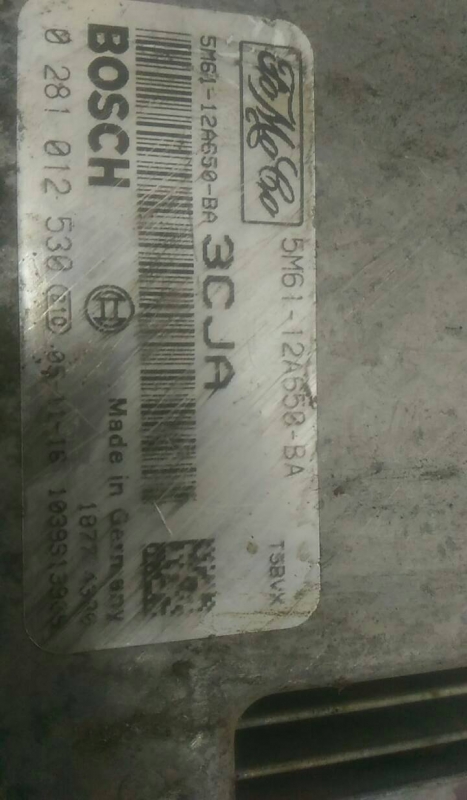 FoMoCo
5M61-12A650-BA
TSBVX
5M61-12A650-BA
3CJA
BOSCH
Made in Germany
0 281 012 530